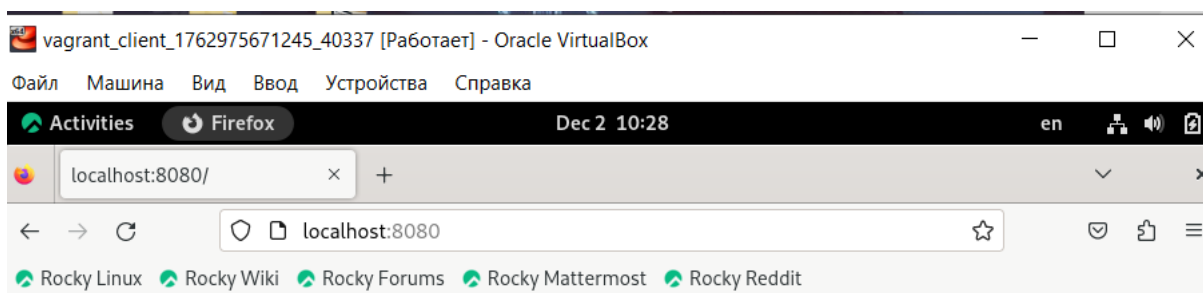 vagrant_client_1762975671245_40337 [Работает] - Oracle VirtualBox
Файл Машина Вид Ввод Устройства Справка
Activities Firefox Dec 2 10:28 en
localhost:8080/
localhost:8080
Rocky Linux Rocky Wiki Rocky Forums Rocky Mattermost Rocky Reddit